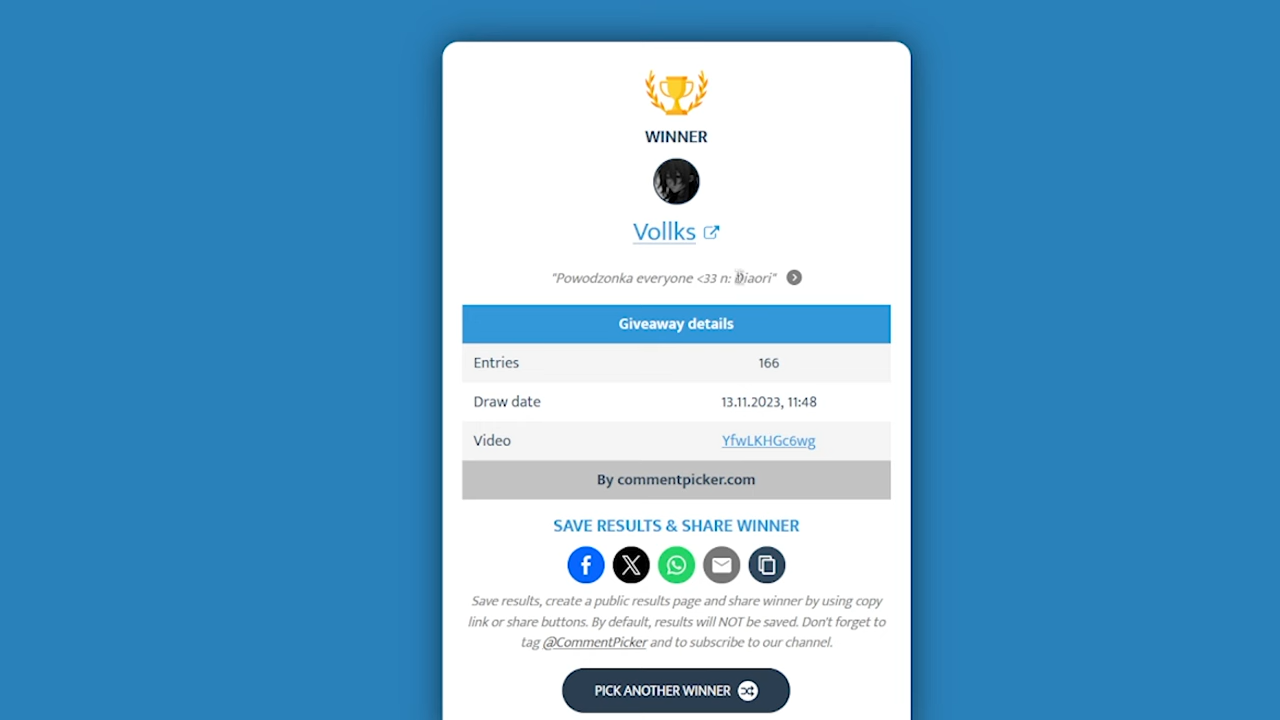 WINNER
Vollks
"Powodzonka everyone <33 n:
Giveaway details
Entries 166
Draw date 13.11.2023, 11:48
Video YfwLKHGc6wg
By commentpicker.com
SAVE RESULTS & SHARE WINNER
Save results, create a public results page and share winner by using copy
link or share buttons. By default, results will NOT be saved. Don't forget to
tag @CommentPicker and to subscribe to our channel.
PICK ANOTHER WINNER